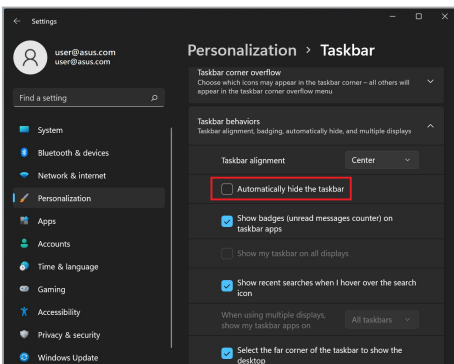 Settings
user@asus.com
user@asus.com
Find a setting
System
Bluetooth & devices
Network & internet
Personalization
Apps
Accounts
Time & language
Gaming
Accessibility
Privacy & security
Windows Update
Personalization > Taskbar
Taskbar corner overflow
Choose which icons may appear in the taskbar corner – all others will
appear in the taskbar corner overflow menu
Taskbar behaviors
Taskbar alignment, badging, automatically hide, and multiple displays
Taskbar alignment
Center
Automatically hide the taskbar
Show badges (unread messages counter) on
taskbar apps
Show my taskbar on all displays
Show recent searches when I hover over the search
icon
When using multiple displays,
show my taskbar apps on
All taskbars
Select the far corner of the taskbar to show the
desktop